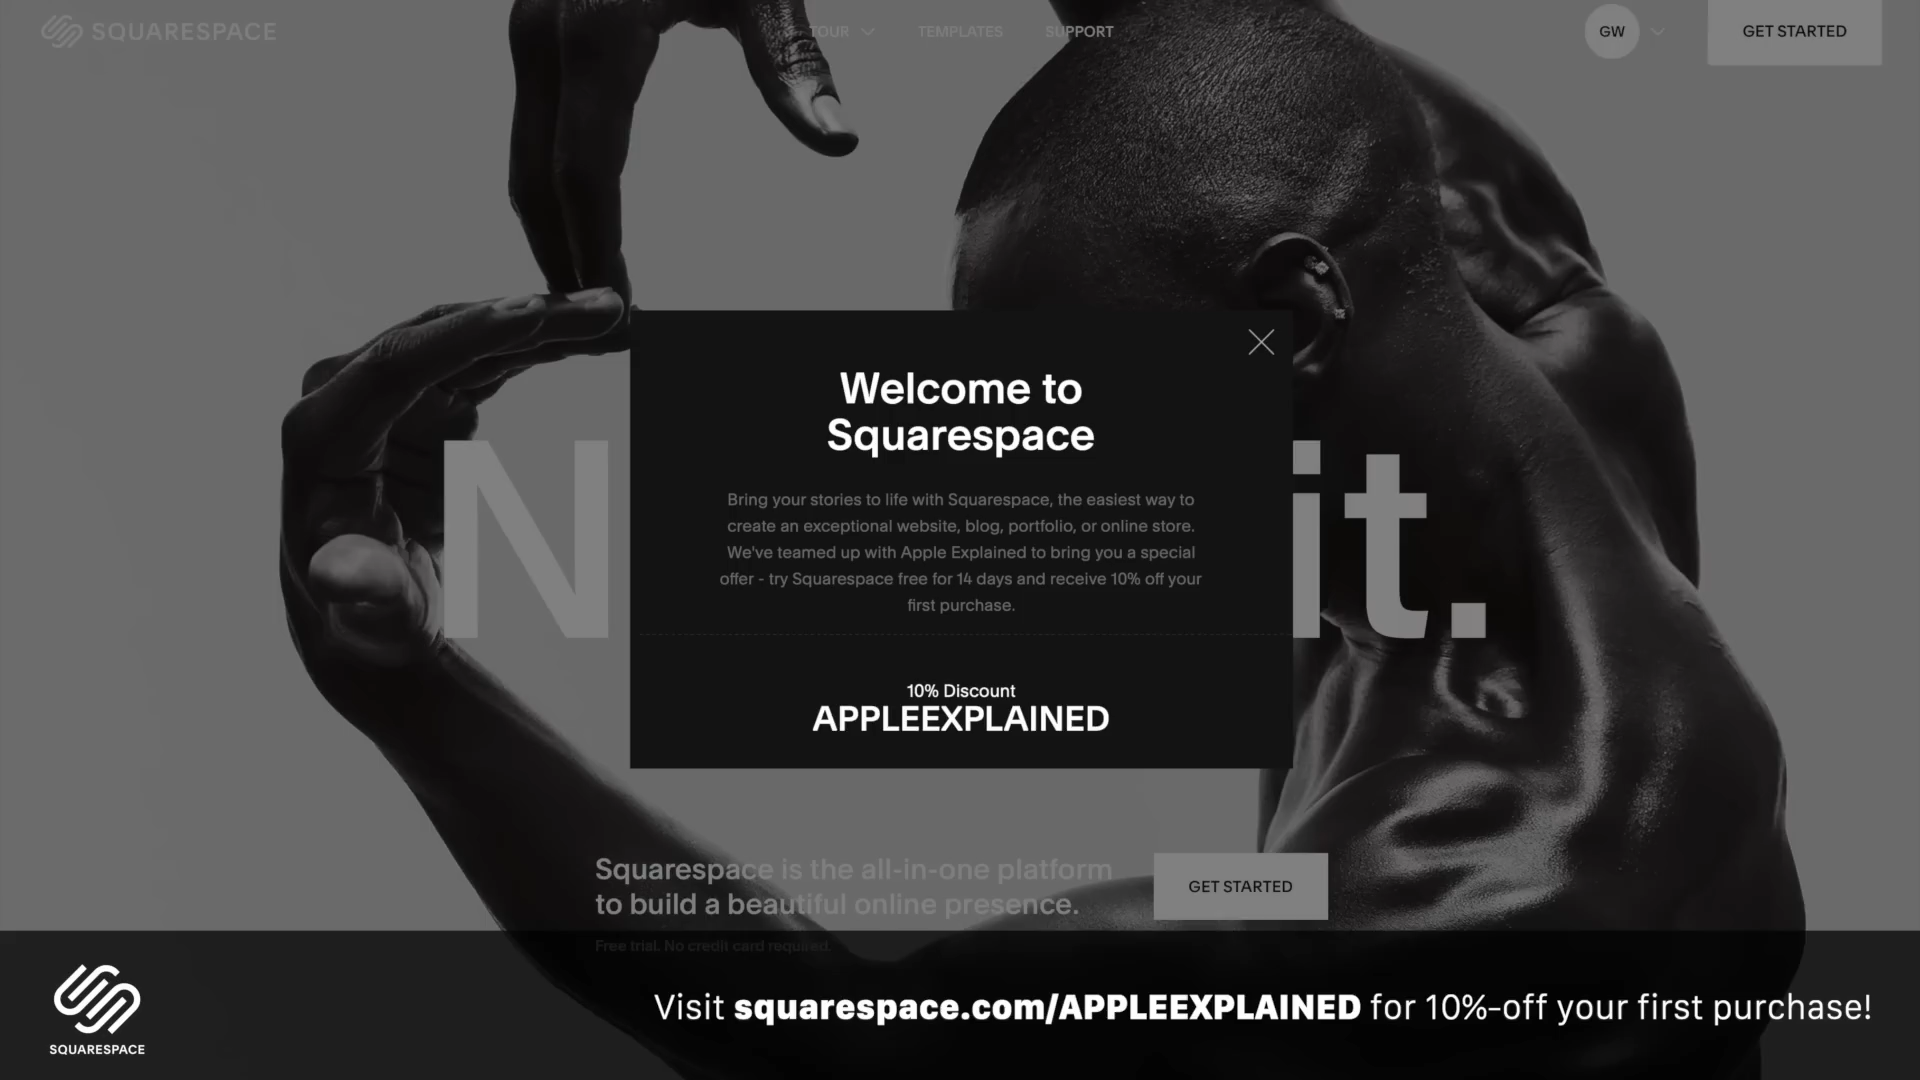 SQUARESPACE
TOUR
TEMPLATES
SUPPORT
GW
GET STARTED
Welcome to
Squarespace
Bring your stories to life with Squarespace, the easiest way to
create an exceptional website, blog, portfolio, or online store.
We've teamed up with Apple Explained to bring you a special
offer - try Squarespace free for 14 days and receive 10% off your
first purchase.
10% Discount
APPLEEXPLAINED
N
it.
Squarespace is the all-in-one platform
to build a beautiful online presence.
GET STARTED
Free trial. No credit card required.
SQUARESPACE
Visit squarespace.com/APPLEEXPLAINED for 10%-off your first purchase!